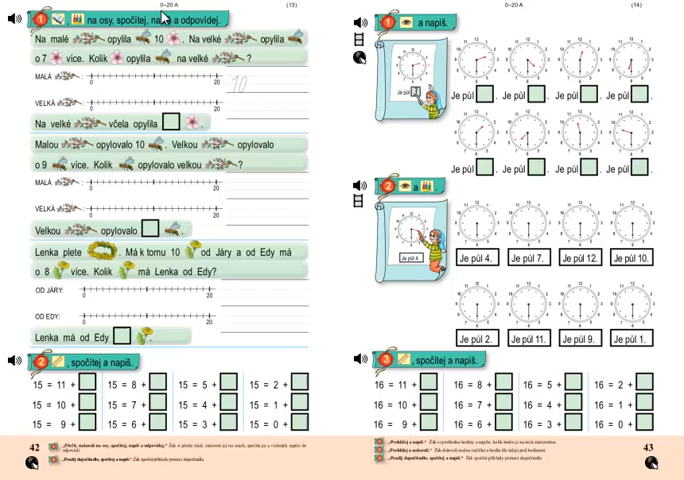 0–20 A (13)
1 , na osy, spočítej, na a odpovídej.
Na malé opylila 10 . Na velké opylila
o 7 více. Kolik opylila na velké ?
MALÁ : 0 20
10
VELKÁ : 0 20
Na velké včela opylila .
Malou opylovalo 10 . Velkou opylovalo
o 9 více. Kolik opylovalo velkou ?
MALÁ : 0 20
VELKÁ : 0 20
Velkou opylovalo .
Lenka plete . Má k tomu 10 od Járy a od Edy má
o 8 více. Kolik má Lenka od Edy?
OD JÁRY: 0 20
OD EDY: 0 20
Lenka má od Edy .
2 , spočítej a napiš.
15 = 11 + 15 = 8 + 15 = 5 + 15 = 2 +
15 = 10 + 15 = 7 + 15 = 4 + 15 = 1 +
15 = 9 + 15 = 6 + 15 = 3 + 15 = 0 +
42
0–20 A (14)
1 a napiš.
Je půl
Je půl . Je půl . Je půl . Je půl .
Je půl . Je půl . Je půl . Je půl .
2 a .
Je půl 4.
Je půl 4. Je půl 7. Je půl 12. Je půl 10.
Je půl 2. Je půl 11. Je půl 9. Je půl 1.
3 , spočítej a napiš.
16 = 11 + 16 = 8 + 16 = 5 + 16 = 2 +
16 = 10 + 16 = 7 + 16 = 4 + 16 = 1 +
16 = 9 + 16 = 6 + 16 = 3 + 16 = 0 +
43